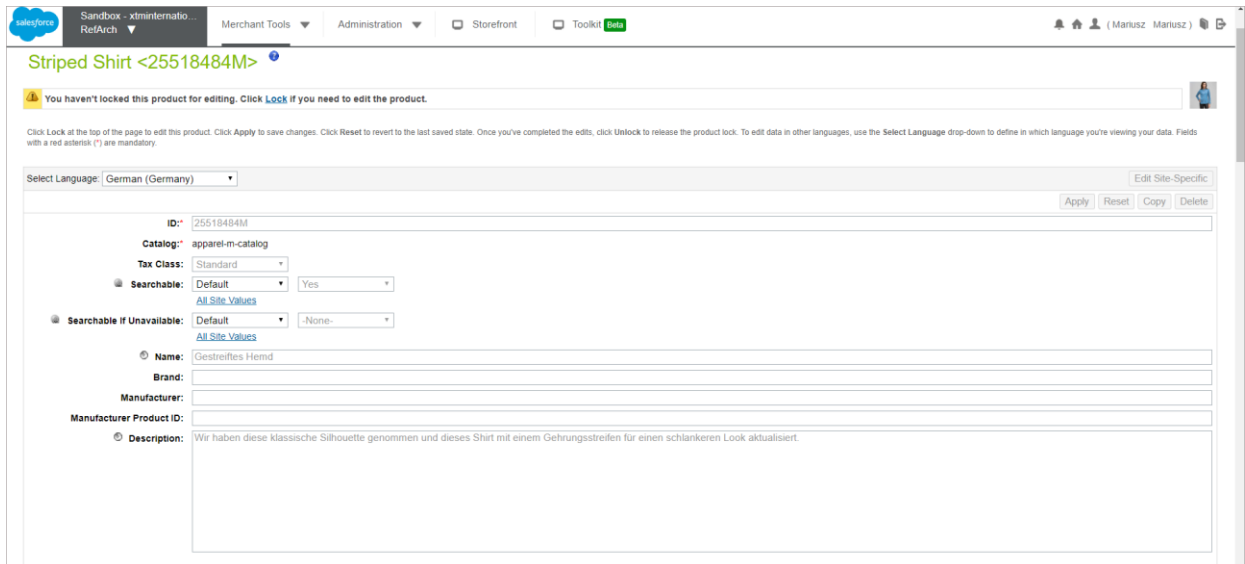 salesforce
Sandbox - xtminternatio...
RefArch
Merchant Tools
Administration
Storefront
Toolkit Beta
( Mariusz Mariusz )
Striped Shirt <25518484M>
You haven't locked this product for editing. Click Lock if you need to edit the product.
Click Lock at the top of the page to edit this product. Click Apply to save changes. Click Reset to revert to the last saved state. Once you've completed the edits, click Unlock to release the product lock. To edit data in other languages, use the Select Language drop-down to define in which language you're viewing your data. Fields
with a red asterisk (*) are mandatory.
Select Language: German (Germany)
Edit Site-Specific
Apply Reset Copy Delete
ID:* 25518484M
Catalog:* apparel-m-catalog
Tax Class: Standard
Searchable: Default Yes
All Site Values
Searchable If Unavailable: Default -None-
All Site Values
Name: Gestreiftes Hemd
Brand:
Manufacturer:
Manufacturer Product ID:
Description: Wir haben diese klassische Silhouette genommen und dieses Shirt mit einem Gehrungsstreifen für einen schlankeren Look aktualisiert.